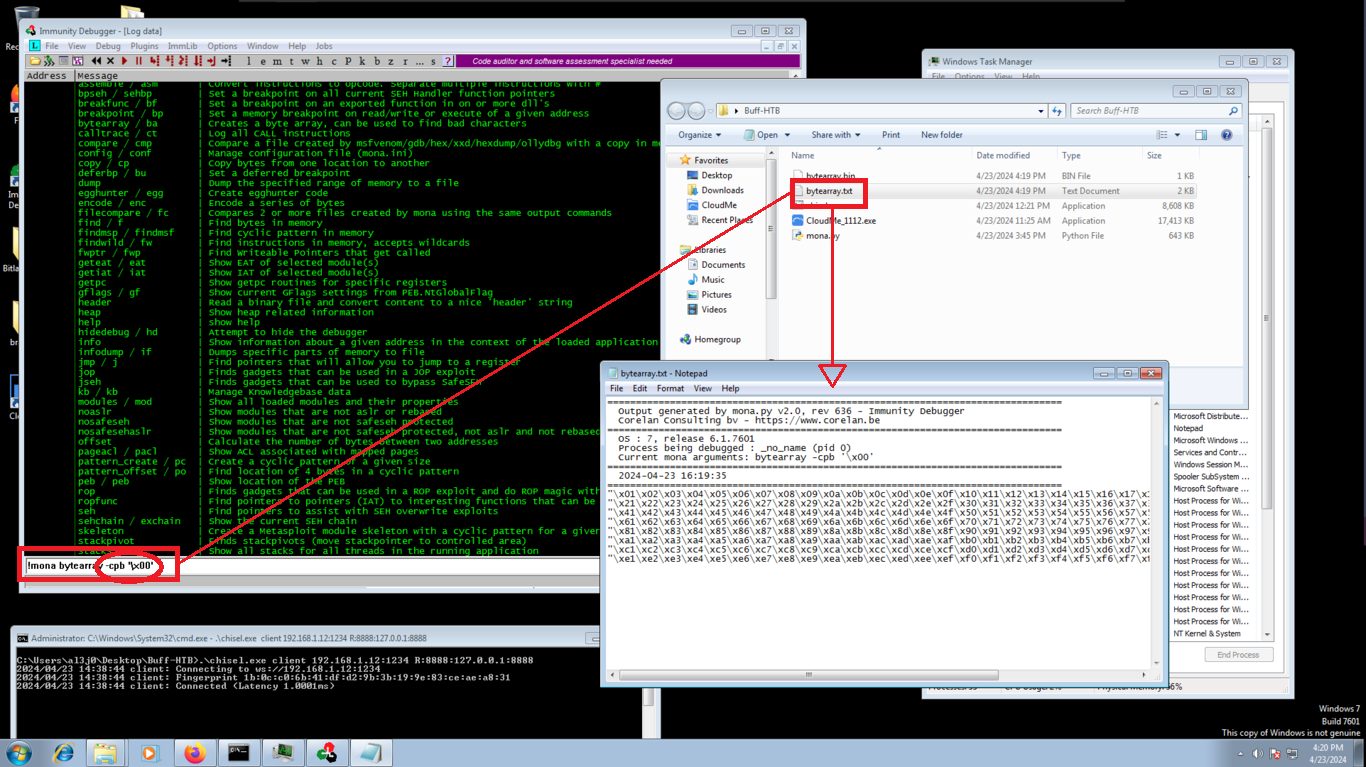 Immunity Debugger - [Log data]
File View Debug Plugins ImmLib Options Window Help Jobs
l e m t w h c P k b z r ... s ? Code auditor and software assessment specialist needed
Address Message
assemble / asm | Convert instructions to opcode. Separate multiple instructions with #
bpseh / sehbp | Set a breakpoint on all current SEH Handler function pointers
breakfunc / bf | Set a breakpoint on an exported function in on or more dll's
breakpoint / bp | Set a memory breakpoint on read/write or execute of a given address
bytearray / ba | Creates a byte array, can be used to find bad characters
calltrace / ct | Log all CALL instructions
compare / cmp | Compare a file created by msfvenom/gdb/hex/xxd/hexdump/ollydbg with a copy in me
config / conf | Manage configuration file (mona.ini)
copy / cp | Copy bytes from one location to another
deferbp / bu | Set a deferred breakpoint
dump | Dump the specified range of memory to a file
egghunter / egg | Create egghunter code
encode / enc | Encode a series of bytes
filecompare / fc | Compares 2 or more files created by mona using the same output commands
find / f | Find bytes in memory
findmsp / findmsf | Find cyclic pattern in memory
findwild / fw | Find instructions in memory, accepts wildcards
fwptr / fwp | Find Writeable Pointers that get called
geteat / eat | Show EAT of selected module(s)
getiat / iat | Show IAT of selected module(s)
getpc | Show getpc routines for specific registers
gflags / gf | Show current GFlags settings from PEB.NtGlobalFlag
header | Read a binary file and convert content to a nice 'header' string
heap | Show heap related information
help | show help
hidedebug / hd | Attempt to hide the debugger
info | Show information about a given address in the context of the loaded application
infodump / if | Dumps specific parts of memory to file
jmp / j | Find pointers that will allow you to jump to a register
jop | Finds gadgets that can be used in a JOP exploit
jseh | Finds gadgets that can be used to bypass SafeSEH
kb / kb | Manage Knowledgebase data
modules / mod | Show all loaded modules and their properties
noaslr | Show modules that are not aslr or rebased
nosafeseh | Show modules that are not safeseh protected
nosafesehaslr | Show modules that are not safeseh protected, not aslr and not rebased
offset | Calculate the number of bytes between two addresses
pageacl / pacl | Show ACL associated with mapped pages
pattern_create / pc | Create a cyclic pattern of a given size
pattern_offset / po | Find location of 4 bytes in a cyclic pattern
peb / peb | Show location of the PEB
rop | Finds gadgets that can be used in a ROP exploit and do ROP magic with
ropfunc | Find pointers to pointers (IAT) to interesting functions that can be
seh | Find pointers to assist with SEH overwrite exploits
sehchain / exchain | Show the current SEH chain
skeleton | Create a Metasploit module skeleton with a cyclic pattern for a given
stackpivot | Finds stackpivots (move stackpointer to controlled area)
| Show all stacks for all threads in the running application
!mona bytearray -cpb '\x00'
Administrator: C:\Windows\System32\cmd.exe - .\chisel.exe client 192.168.1.12:1234 R:8888:127.0.0.1:8888
C:\Users\al3j0\Desktop\Buff-HTB>.\chisel.exe client 192.168.1.12:1234 R:8888:127.0.0.1:8888
2024/04/23 14:38:44 client: Connecting to ws://192.168.1.12:1234
2024/04/23 14:38:44 client: Fingerprint 1b:0c:c0:6b:41:df:d2:9b:3b:19:9e:83:ce:ae:a8:31
2024/04/23 14:38:44 client: Connected (Latency 1.0001ms)
Windows Task Manager
File Options View Help
Buff-HTB
Search Buff-HTB
Organize Open Share with Print New folder
Favorites
Desktop
Downloads
CloudMe
Recent Places
Libraries
Documents
Music
Pictures
Videos
Homegroup
Name Date modified Type Size
bytearray.bin 4/23/2024 4:19 PM BIN File 1 KB
bytearray.txt 4/23/2024 4:19 PM Text Document 2 KB
4/23/2024 12:21 PM Application 8,608 KB
CloudMe_1112.exe 4/23/2024 11:25 AM Application 17,413 KB
mona.py 4/23/2024 3:45 PM Python File 643 KB
bytearray.txt - Notepad
File Edit Format View Help
================================================================================
Output generated by mona.py v2.0, rev 636 - Immunity Debugger
Corelan Consulting bv - https://www.corelan.be
================================================================================
OS : 7, release 6.1.7601
Process being debugged : _no_name (pid 0)
Current mona arguments: bytearray -cpb '\x00'
================================================================================
2024-04-23 16:19:35
================================================================================
"\x01\x02\x03\x04\x05\x06\x07\x08\x09\x0a\x0b\x0c\x0d\x0e\x0f\x10\x11\x12\x13\x14\x15\x16\x17\x
"\x21\x22\x23\x24\x25\x26\x27\x28\x29\x2a\x2b\x2c\x2d\x2e\x2f\x30\x31\x32\x33\x34\x35\x36\x37\x
"\x41\x42\x43\x44\x45\x46\x47\x48\x49\x4a\x4b\x4c\x4d\x4e\x4f\x50\x51\x52\x53\x54\x55\x56\x57\x
"\x61\x62\x63\x64\x65\x66\x67\x68\x69\x6a\x6b\x6c\x6d\x6e\x6f\x70\x71\x72\x73\x74\x75\x76\x77\x
"\x81\x82\x83\x84\x85\x86\x87\x88\x89\x8a\x8b\x8c\x8d\x8e\x8f\x90\x91\x92\x93\x94\x95\x96\x97\x
"\xa1\xa2\xa3\xa4\xa5\xa6\xa7\xa8\xa9\xaa\xab\xac\xad\xae\xaf\xb0\xb1\xb2\xb3\xb4\xb5\xb6\xb7\x
"\xc1\xc2\xc3\xc4\xc5\xc6\xc7\xc8\xc9\xca\xcb\xcc\xcd\xce\xcf\xd0\xd1\xd2\xd3\xd4\xd5\xd6\xd7\x
"\xe1\xe2\xe3\xe4\xe5\xe6\xe7\xe8\xe9\xea\xeb\xec\xed\xee\xef\xf0\xf1\xf2\xf3\xf4\xf5\xf6\xf7\x
Microsoft Distribute...
Notepad
Microsoft Windows ...
Services and Contr...
Windows Session M...
Spooler SubSystem ...
Microsoft Software ...
Host Process for Wi...
Host Process for Wi...
Host Process for Wi...
Host Process for Wi...
Host Process for Wi...
Host Process for Wi...
Host Process for Wi...
Host Process for Wi...
Host Process for Wi...
Host Process for Wi...
Host Process for Wi...
NT Kernel & System
End Process
Windows 7
Build 7601
This copy of Windows is not genuine
4:20 PM
4/23/2024